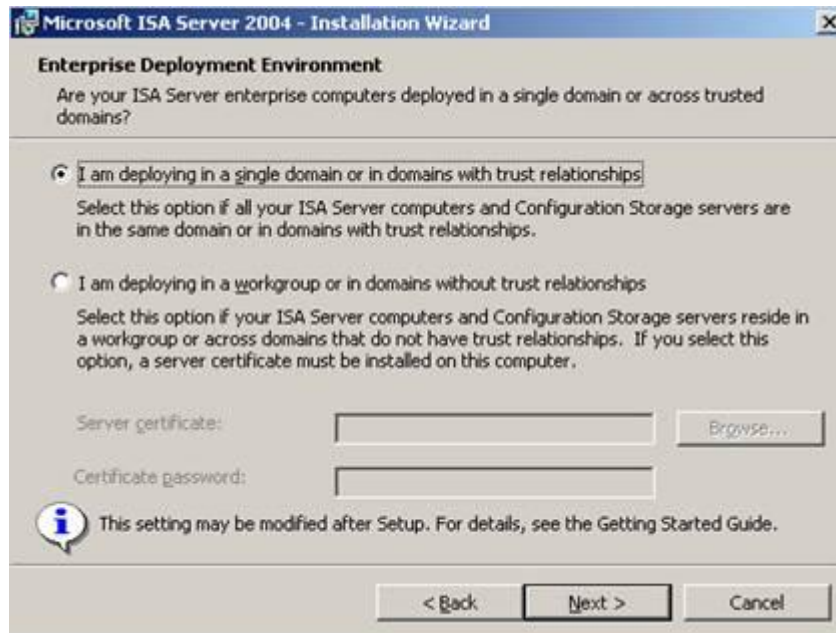 Microsoft ISA Server 2004 - Installation Wizard
Enterprise Deployment Environment
Are your ISA Server enterprise computers deployed in a single domain or across trusted
domains?
I am deploying in a single domain or in domains with trust relationships
Select this option if all your ISA Server computers and Configuration Storage servers are
in the same domain or in domains with trust relationships.
I am deploying in a workgroup or in domains without trust relationships
Select this option if your ISA Server computers and Configuration Storage servers reside in
a workgroup or across domains that do not have trust relationships. If you select this
option, a server certificate must be installed on this computer.
Server certificate:
Browse...
Certificate password:
This setting may be modified after Setup. For details, see the Getting Started Guide.
< Back
Next >
Cancel